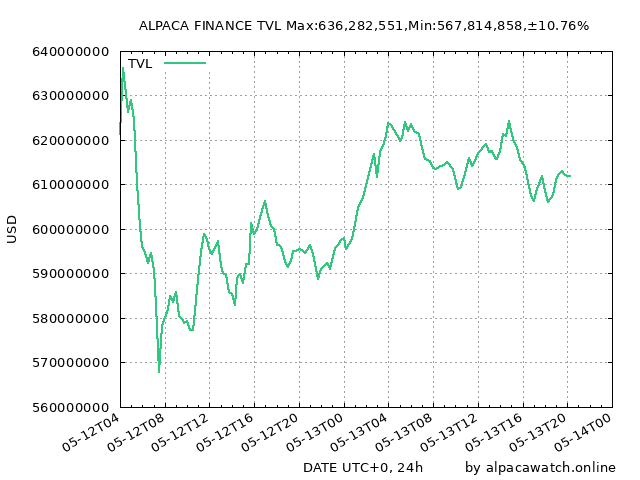 ALPACA FINANCE TVL Max:636,282,551,Min:567,814,858,±10.76%
640000000
TVL
630000000
620000000
610000000
600000000
USD
590000000
580000000
570000000
560000000
05-12T04
05-12T08
05-12T12
05-12T16
05-12T20
05-13T00
05-13T04
05-13T08
05-13T12
05-13T16
05-13T20
05-14T00
DATE UTC+0, 24h
by alpacawatch.online